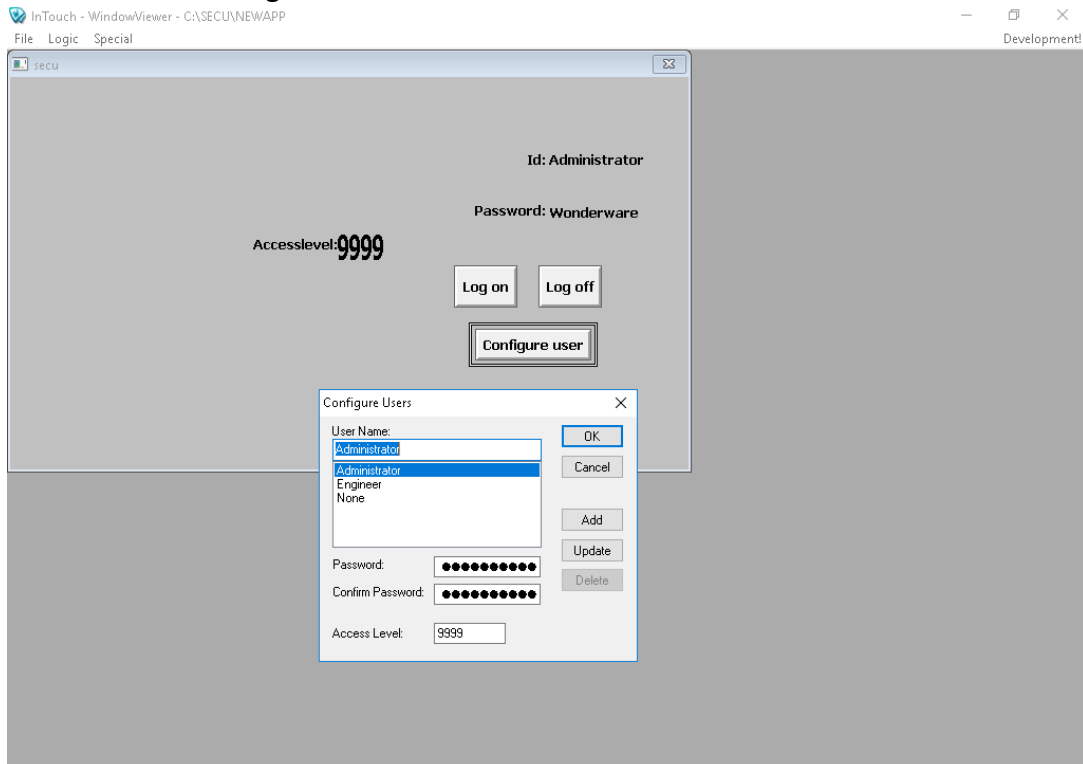 InTouch - WindowViewer - C:\SECU\NEWAPP
File Logic Special Development!
secu
Id: Administrator
Password: Wonderware
Accesslevel:9999
Log on Log off
Configure user
Configure Users
User Name:
OK
Administrator
Administrator
Cancel
Engineer
None
Add
Update
Password:
Delete
Confirm Password:
Access Level: 9999